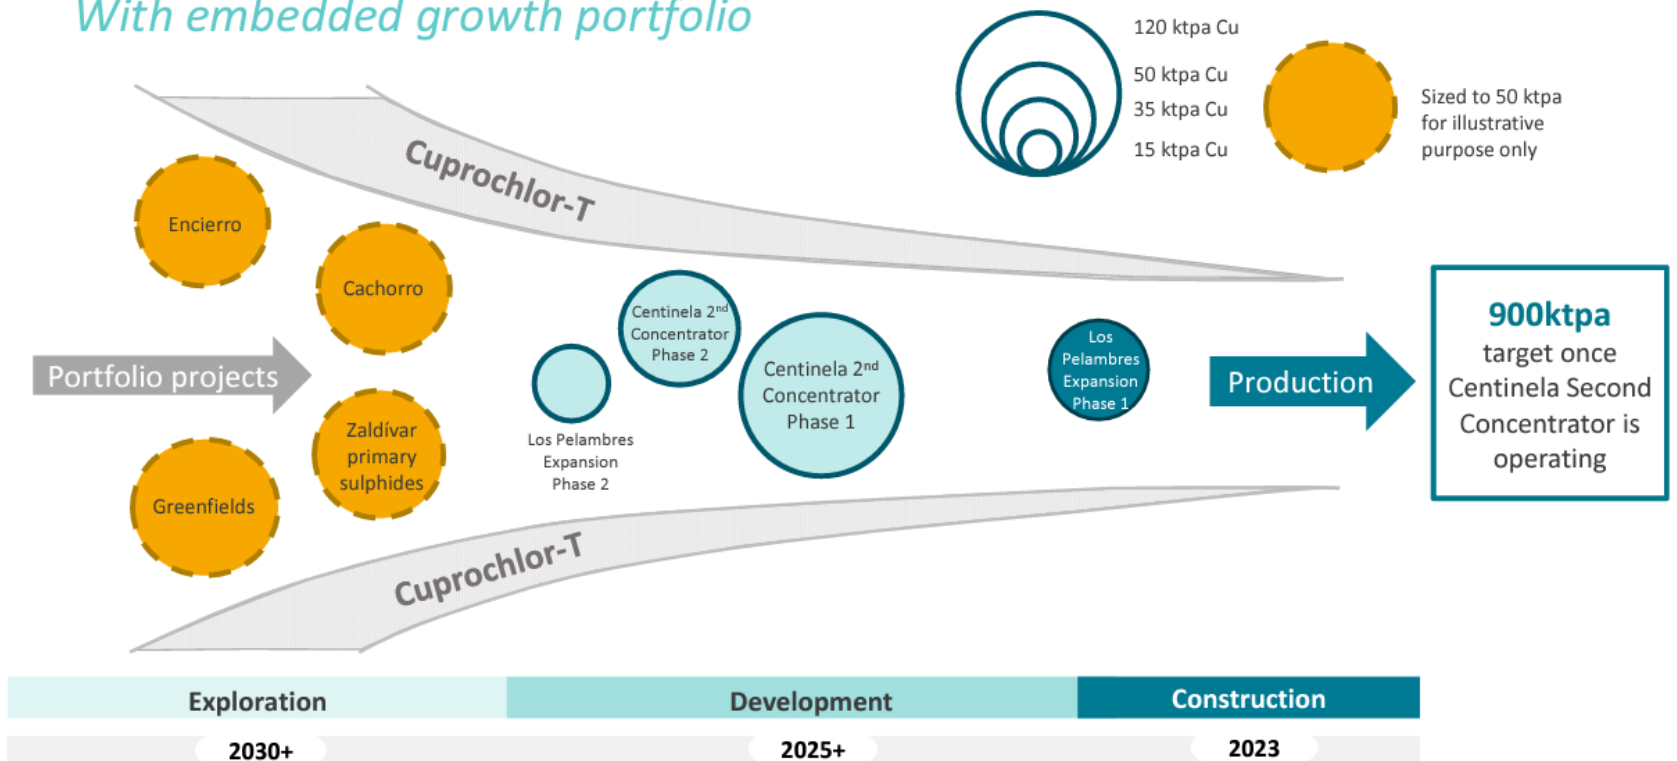 With embedded growth portfolio
120 ktpa Cu
50 ktpa Cu
35 ktpa Cu
15 ktpa Cu
Sized to 50 ktpa
for illustrative
purpose only
Cuprochlor-T
Encierro
Cachorro
Portfolio projects
Zaldívar
primary
sulphides
Greenfields
Los Pelambres
Expansion
Phase 2
Centinela 2nd
Concentrator
Phase 2
Centinela 2nd
Concentrator
Phase 1
Los
Pelambres
Expansion
Phase 1
Production
900ktpa
target once
Centinela Second
Concentrator is
operating
Cuprochlor-T
Exploration
Development
Construction
2030+
2025+
2023